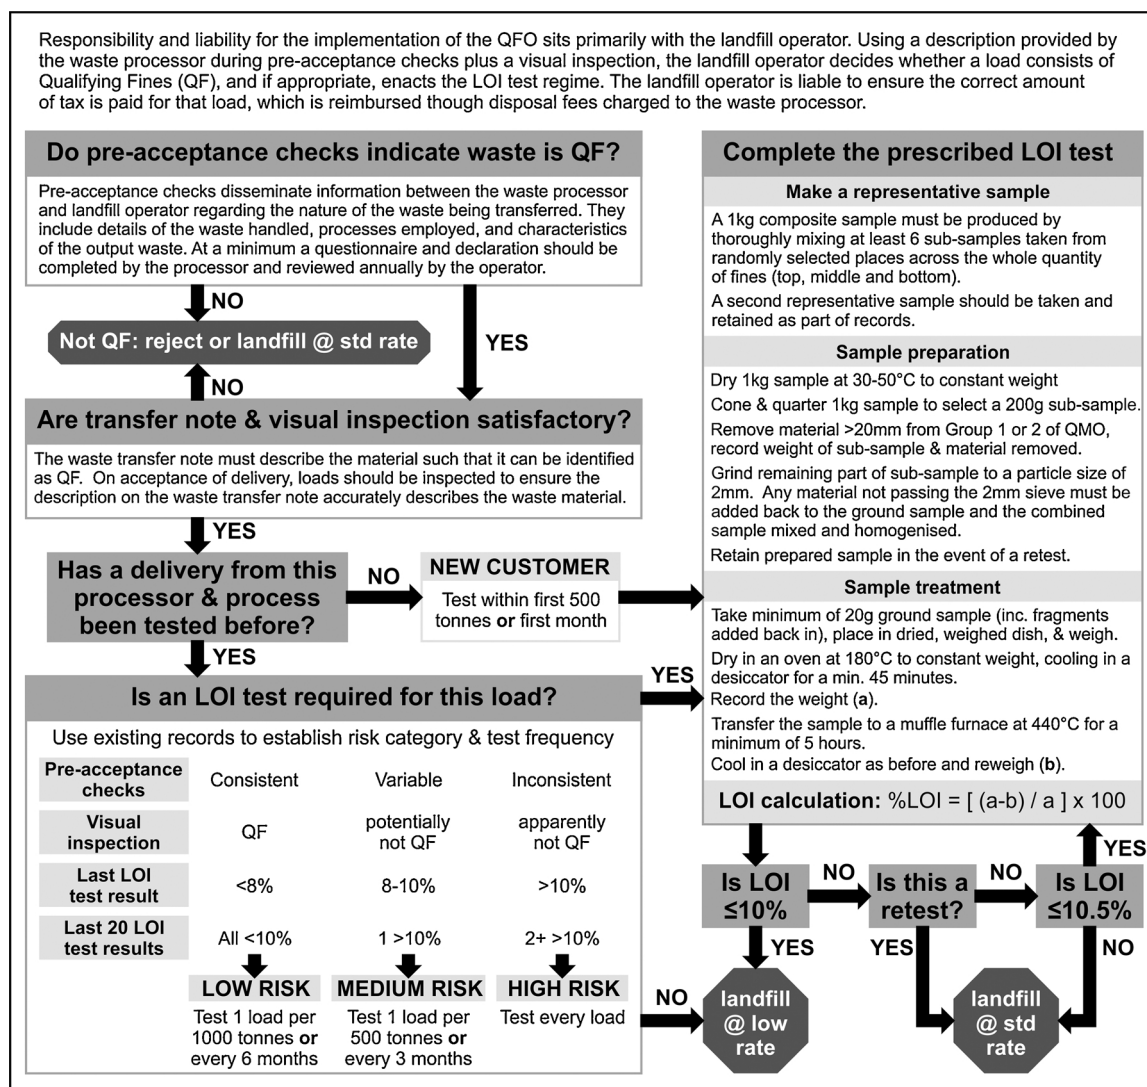 Responsibility and liability for the implementation of the QFO sits primarily with the landfill operator. Using a description provided by
the waste processor during pre-acceptance checks plus a visual inspection, the landfill operator decides whether a load consists of
Qualifying Fines (QF), and if appropriate, enacts the LOI test regime. The landfill operator is liable to ensure the correct amount
of tax is paid for that load, which is reimbursed though disposal fees charged to the waste processor.
Do pre-acceptance checks indicate waste is QF?
Pre-acceptance checks disseminate information between the waste processor
and landfill operator regarding the nature of the waste being transferred. They
include details of the waste handled, processes employed, and characteristics
of the output waste. At a minimum a questionnaire and declaration should be
completed by the processor and reviewed annually by the operator.
NO
Not QF: reject or landfill @ std rate
YES
NO
Are transfer note & visual inspection satisfactory?
The waste transfer note must describe the material such that it can be identified
as QF. On acceptance of delivery, loads should be inspected to ensure the
description on the waste transfer note accurately describes the waste material.
YES
Has a delivery from this
processor & process
been tested before?
NO
NEW CUSTOMER
Test within first 500
tonnes or first month
YES
Is an LOI test required for this load?
YES
Use existing records to establish risk category & test frequency
Pre-acceptance
checks
Consistent
Variable
Inconsistent
Visual
inspection
QF
potentially
not QF
apparently
not QF
Last LOI
test result
<8%
8-10%
>10%
Last 20 LOI
test results
All <10%
1 >10%
2+ >10%
LOW RISK
Test 1 load per
1000 tonnes or
every 6 months
MEDIUM RISK
Test 1 load per
500 tonnes or
every 3 months
HIGH RISK
Test every load
NO
Complete the prescribed LOI test
Make a representative sample
A 1kg composite sample must be produced by
thoroughly mixing at least 6 sub-samples taken from
randomly selected places across the whole quantity
of fines (top, middle and bottom).
A second representative sample should be taken and
retained as part of records.
Sample preparation
Dry 1kg sample at 30-50°C to constant weight
Cone & quarter 1kg sample to select a 200g sub-sample.
Remove material >20mm from Group 1 or 2 of QMO,
record weight of sub-sample & material removed.
Grind remaining part of sub-sample to a particle size of
2mm. Any material not passing the 2mm sieve must be
added back to the ground sample and the combined
sample mixed and homogenised.
Retain prepared sample in the event of a retest.
Sample treatment
Take minimum of 20g ground sample (inc. fragments
added back in), place in dried, weighed dish, & weigh.
Dry in an oven at 180°C to constant weight, cooling in a
desiccator for a min. 45 minutes.
Record the weight (a).
Transfer the sample to a muffle furnace at 440°C for a
minimum of 5 hours.
Cool in a desiccator as before and reweigh (b).
LOI calculation: %LOI = [ (a-b) / a ] x 100
YES
Is LOI
≤10%
NO
Is this a
retest?
NO
Is LOI
≤10.5%
YES
YES
NO
landfill
@ low
rate
landfill
@ std
rate